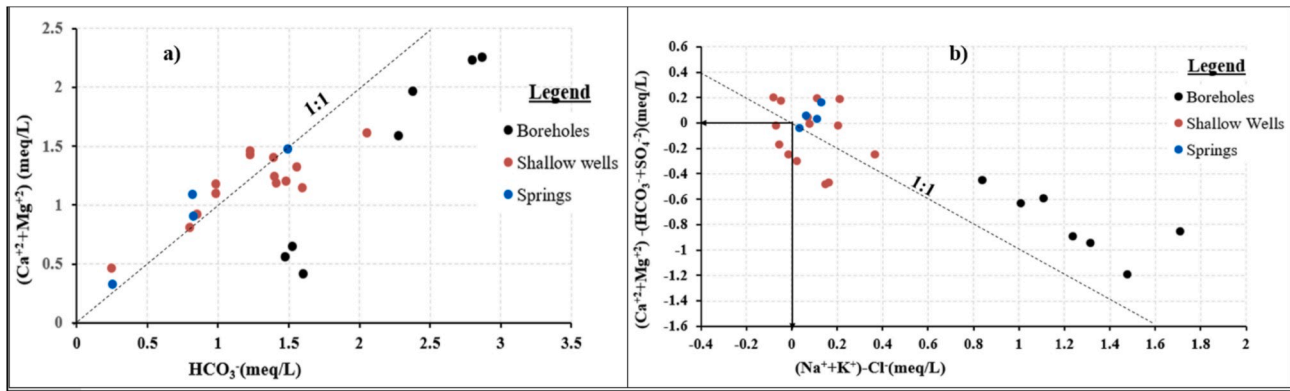 a)
1:1
Legend
Boreholes
Shallow wells
Springs
(Ca⁺²+Mg⁺²) (meq/L)
2.5
2
1.5
1
0.5
0
0 0.5 1 1.5 2 2.5 3 3.5
HCO₃⁻(meq/L)
b)
1:1
Legend
Boreholes
Shallow Wells
Springs
(Ca⁺²+Mg⁺²) -(HCO₃⁻+SO₄⁻²)(meq/L)
0.6
0.4
0.2
0
-0.2
-0.4
-0.6
-0.8
-1
-1.2
-1.4
-1.6
-0.4 -0.2 0 0.2 0.4 0.6 0.8 1 1.2 1.4 1.6 1.8 2
(Na⁺+K⁺)-Cl⁻(meq/L)